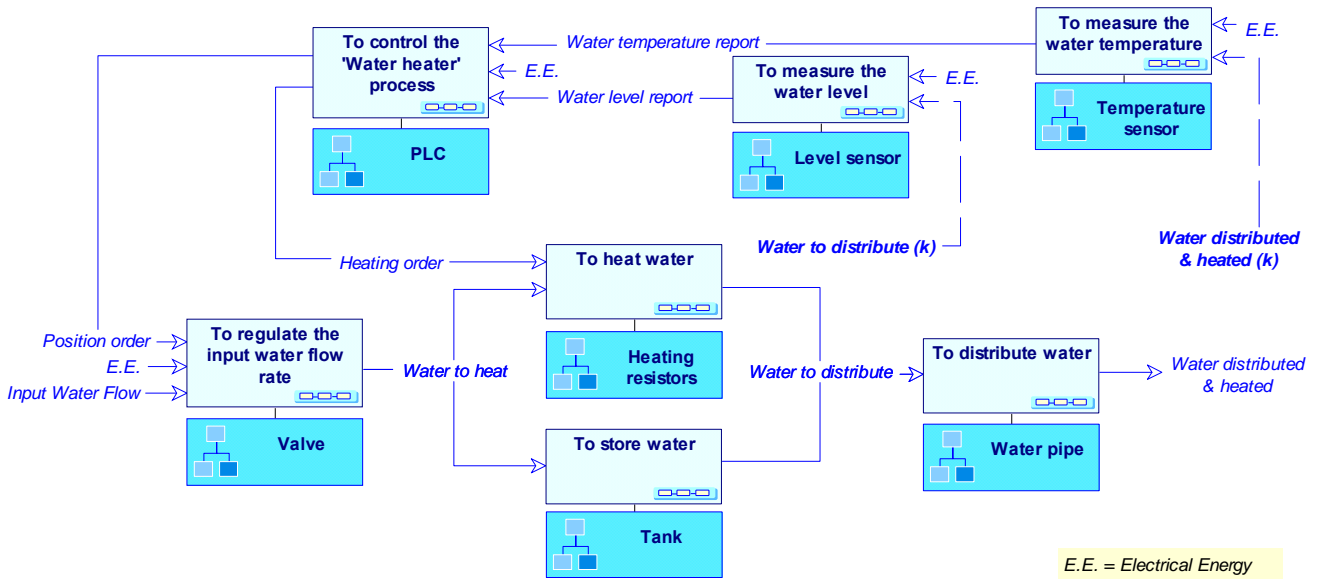 To control the
'Water heater'
process
PLC
Water temperature report
E.E.
Water level report
To measure the
water level
Level sensor
E.E.
To measure the
water temperature
Temperature
sensor
E.E.
Water to distribute (k)
Water distributed
& heated (k)
Heating order
To heat water
Heating
resistors
Position order
E.E.
Input Water Flow
To regulate the
input water flow
rate
Valve
Water to heat
To store water
Tank
Water to distribute
To distribute water
Water pipe
Water distributed
& heated
E.E. = Electrical Energy